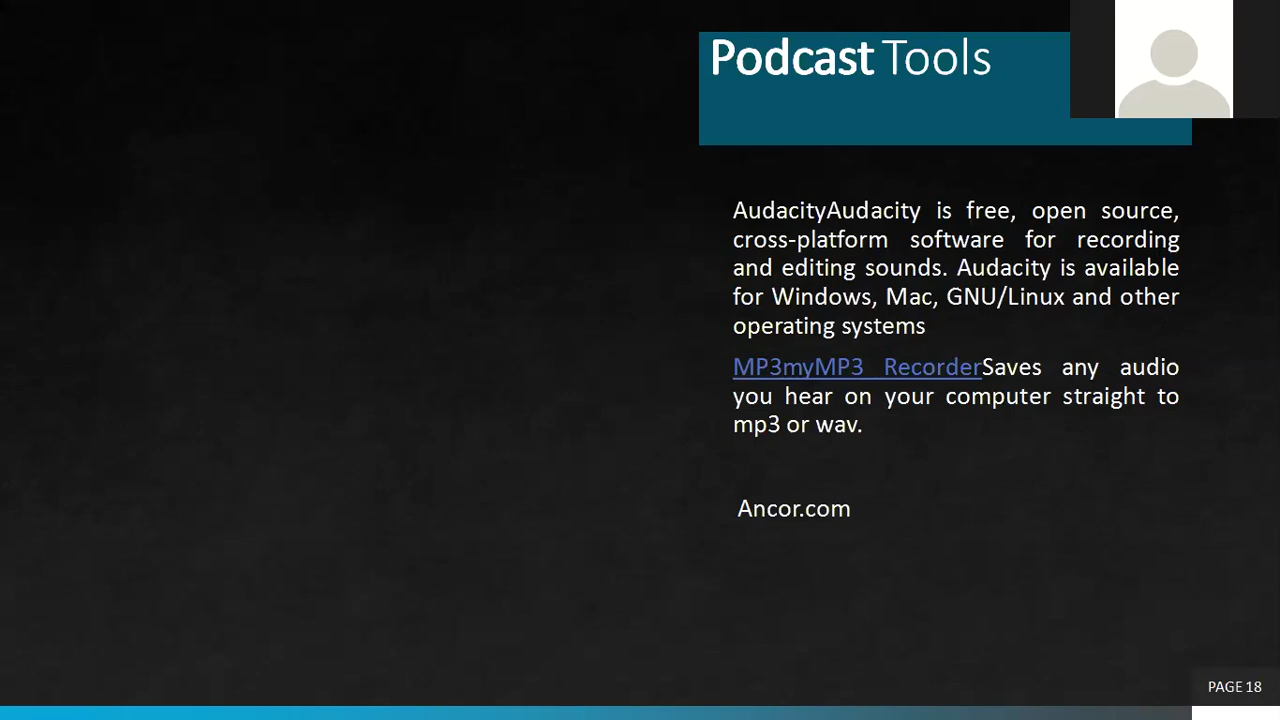 Podcast Tools
AudacityAudacity is free, open source,
cross-platform software for recording
and editing sounds. Audacity is available
for Windows, Mac, GNU/Linux and other
operating systems
MP3myMP3 RecorderSaves any audio
you hear on your computer straight to
mp3 or wav.
Ancor.com
PAGE 18